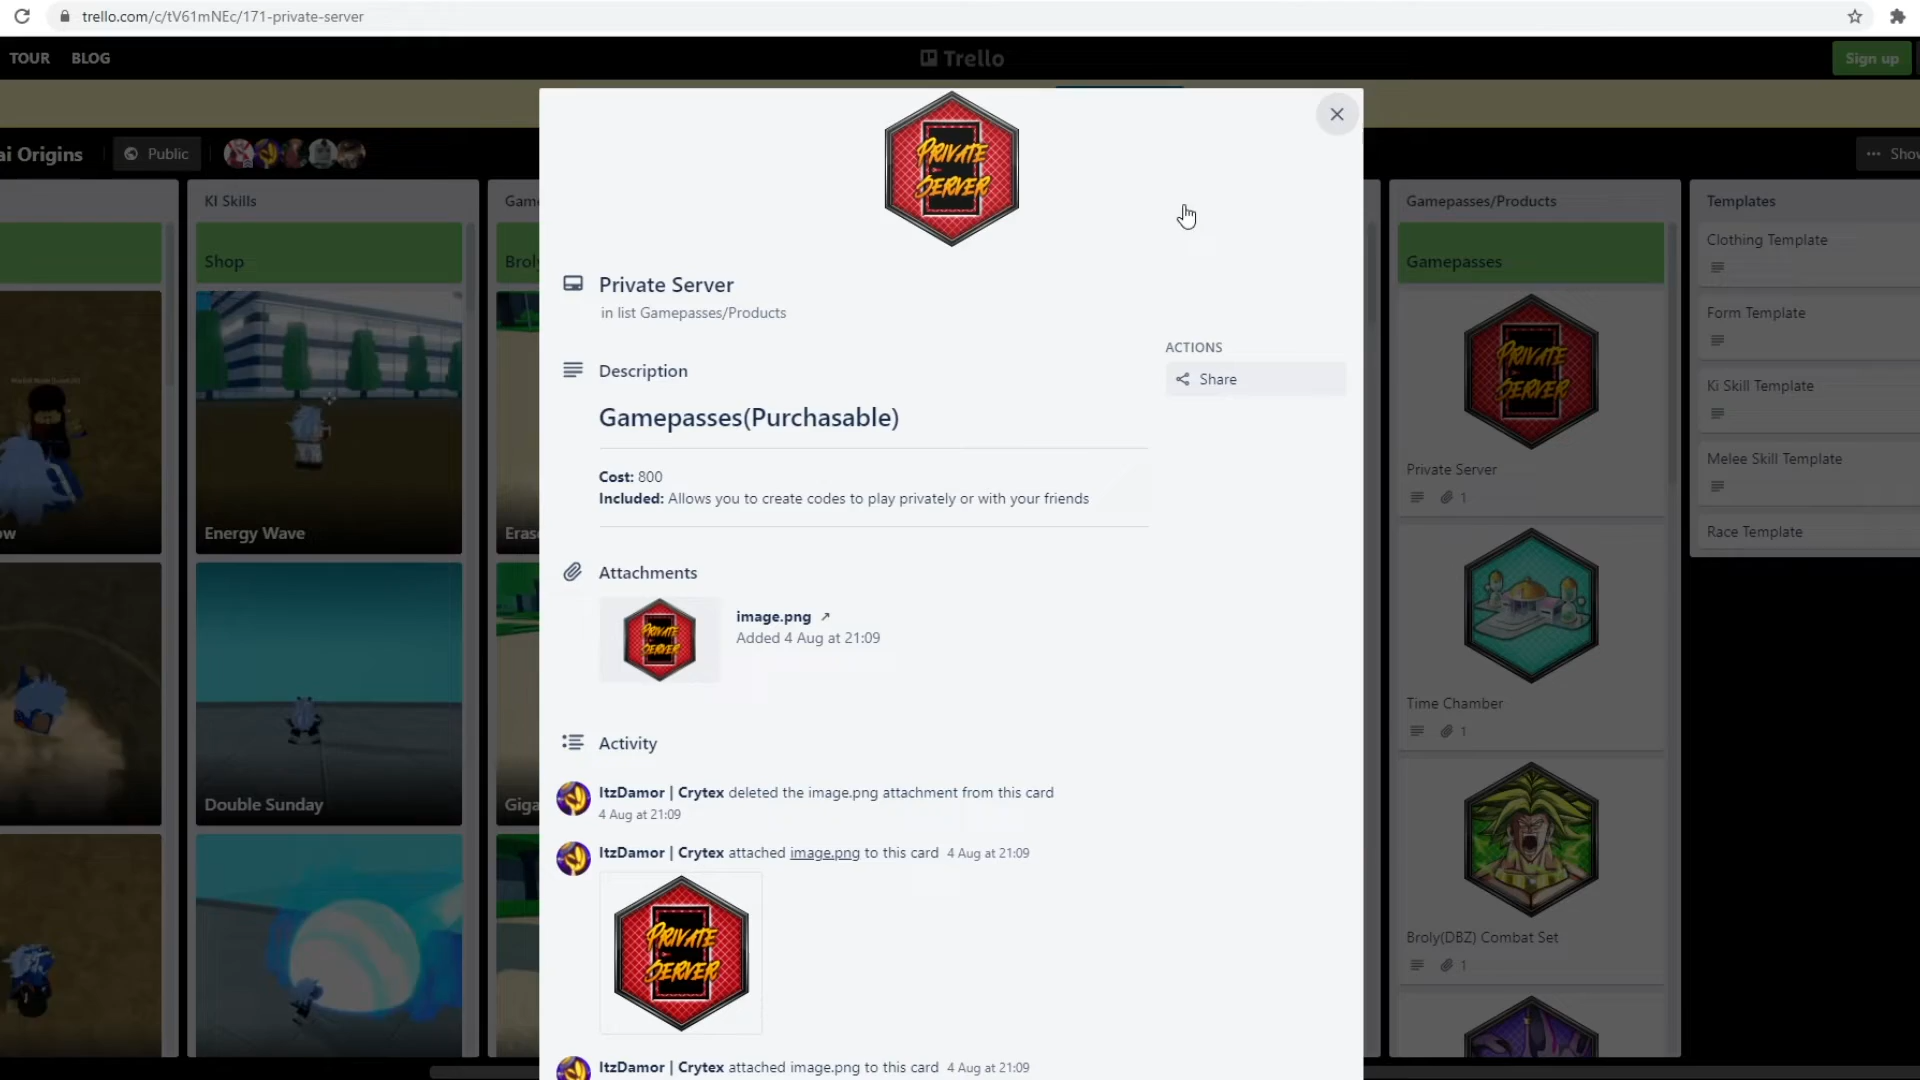 trello.com/c/tV61mNEc/171-private-server
TOUR
BLOG
Trello
Sign up
ai Origins
Public
KI Skills
Shop
Energy Wave
Double Sunday
PRIVATE
SERVER
Private Server
in list Gamepasses/Products
Description
Gamepasses(Purchasable)
Cost: 800
Included: Allows you to create codes to play privately or with your friends
Attachments
PRIVATE
SERVER
image.png
Added 4 Aug at 21:09
Activity
ItzDamor | Crytex deleted the image.png attachment from this card
4 Aug at 21:09
ItzDamor | Crytex attached image.png to this card 4 Aug at 21:09
PRIVATE
SERVER
ItzDamor | Crytex attached image.png to this card 4 Aug at 21:09
ACTIONS
Share
Gamepasses/Products
Gamepasses
PRIVATE
SERVER
Private Server
1
Time Chamber
1
Broly(DBZ) Combat Set
1
Templates
Clothing Template
Form Template
Ki Skill Template
Melee Skill Template
Race Template